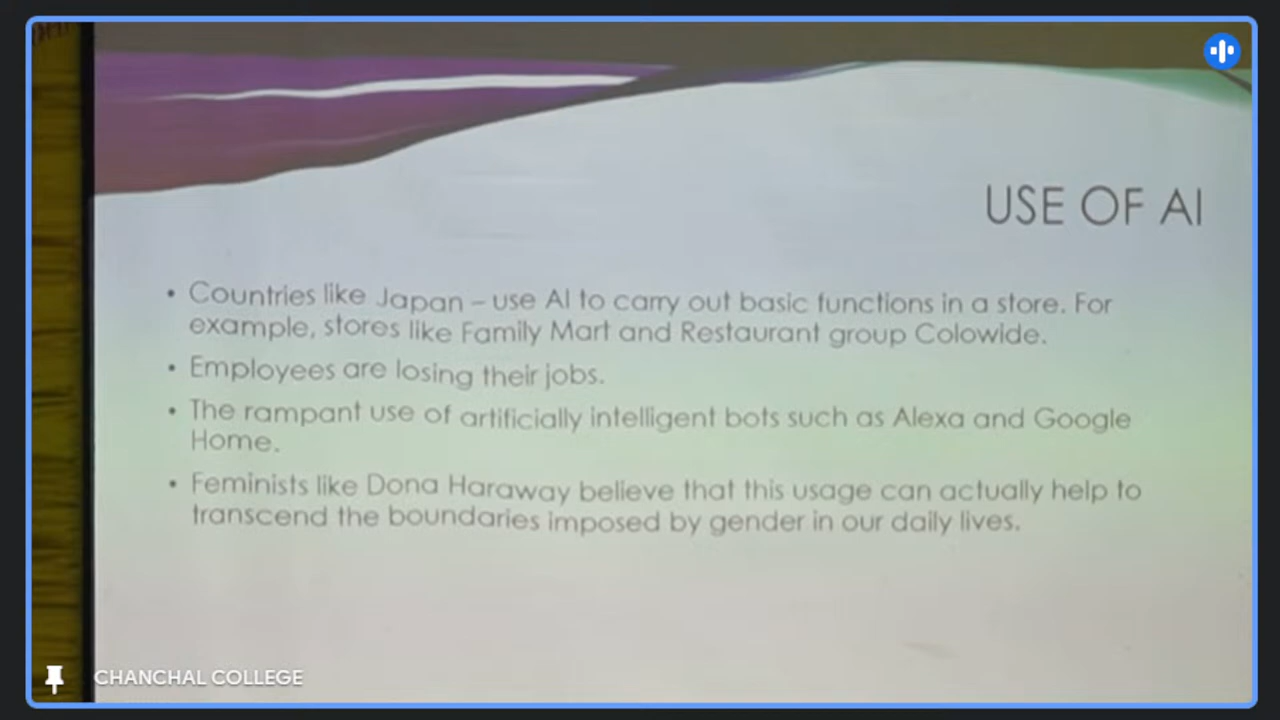 USE OF AI
• Countries like Japan – use AI to carry out basic functions in a store. For
example, stores like Family Mart and Restaurant group Colowide.
• Employees are losing their jobs.
• The rampant use of artificially intelligent bots such as Alexa and Google
Home.
• Feminists like Dona Haraway believe that this usage can actually help to
transcend the boundaries imposed by gender in our daily lives.
CHANCHAL COLLEGE